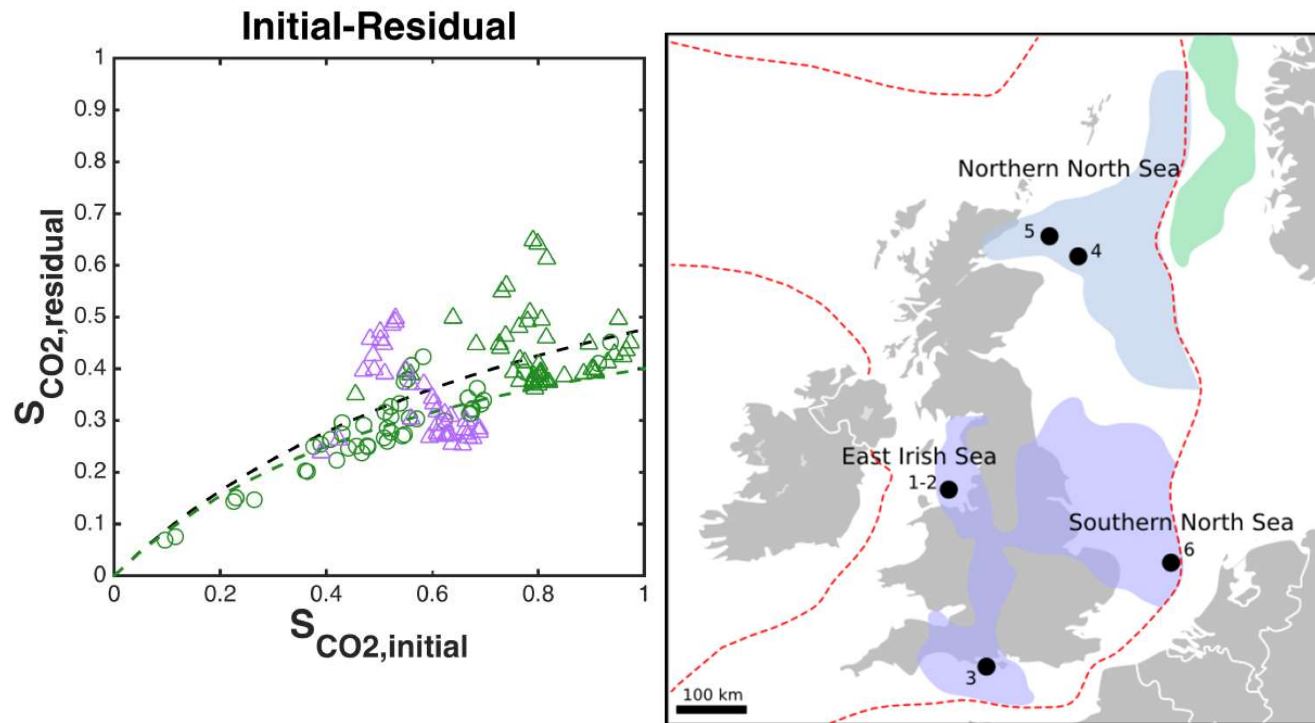 Initial-Residual
1
0.9
0.8
0.7
0.6
0.5
0.4
0.3
0.2
0.1
0
0 0.2 0.4 0.6 0.8 1
S_CO2,residual
S_CO2,initial
Northern North Sea
5
4
East Irish Sea
1-2
Southern North Sea
6
3
100 km